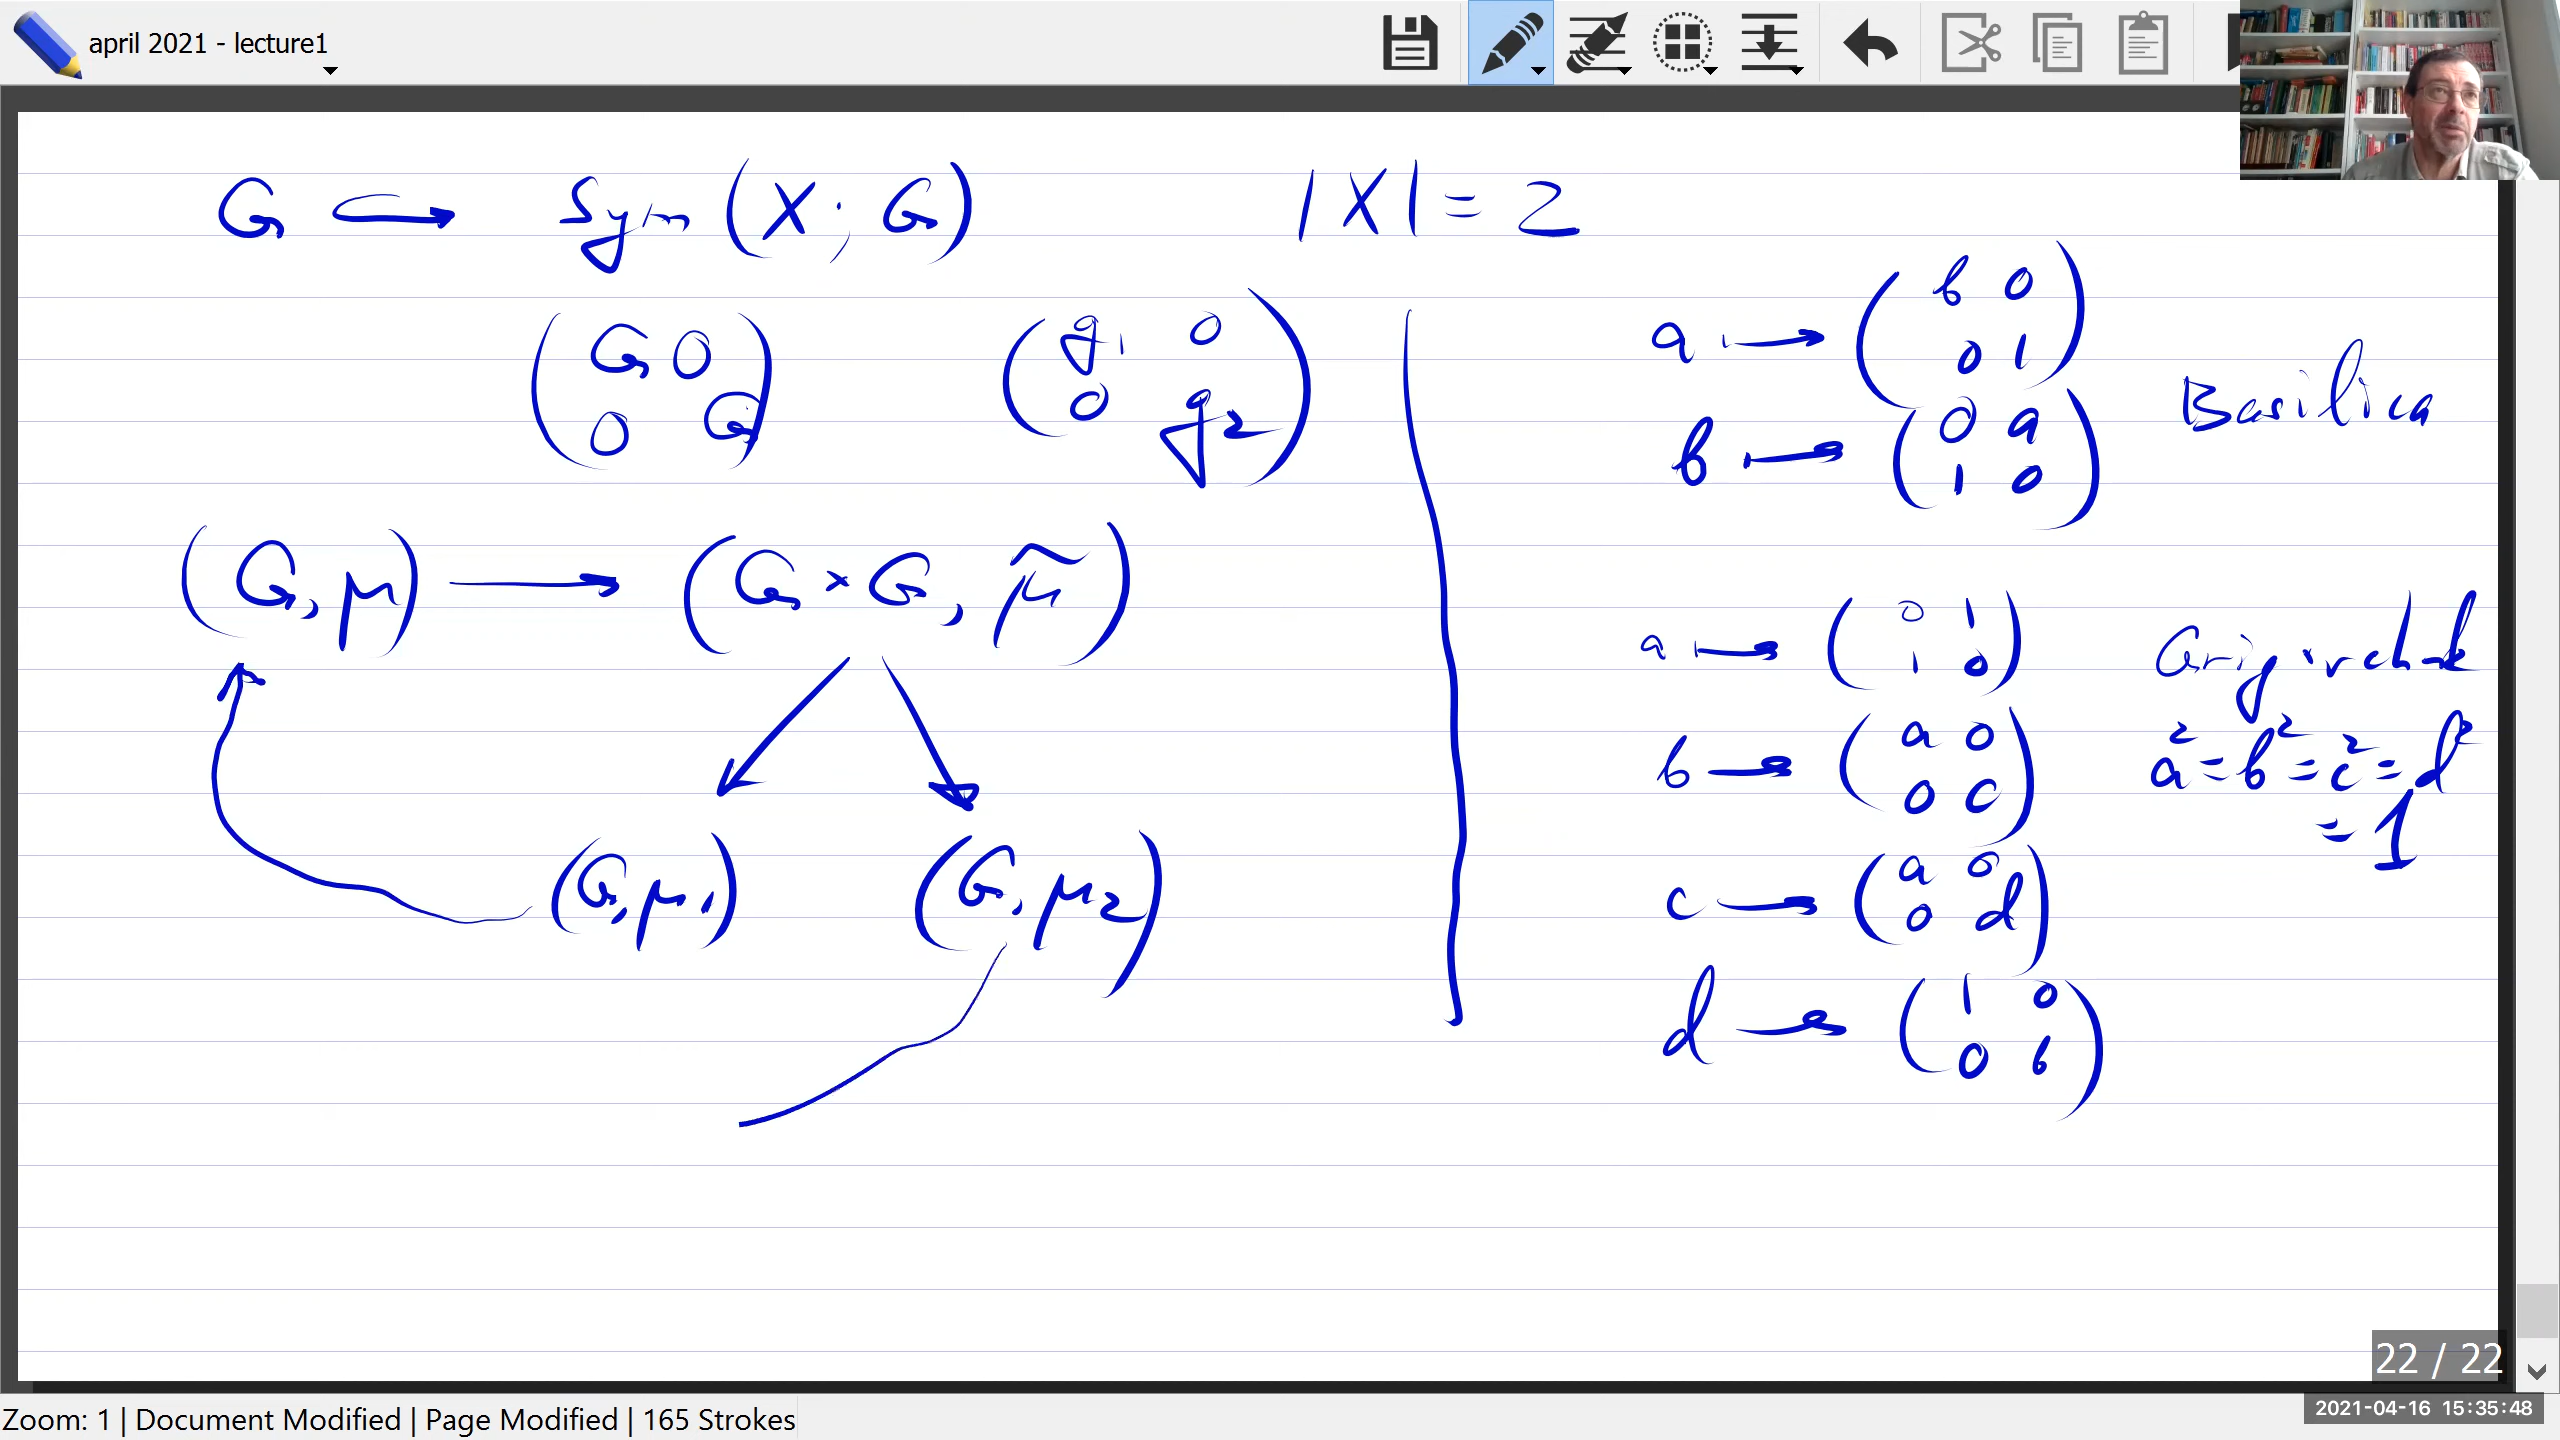 april 2021 - lecture1
G ↪ Sym (X; G) |X| = 2
(G 0
0 G)
(g₁ 0
0 g₂)
a ↦ (b 0
0 1)
b ↦ (0 a
1 0)
Basilica
(G, μ) → (G × G, μ̃)
(G, μ₁) (G, μ₂)
a ↦ (0 1
1 0)
Grigorchuk
b → (a 0
0 c)
a² = b² = c² = d²
= 1
c → (a 0
0 d)
d → (1 0
0 b)
22 / 22
2021-04-16 15:35:48
Zoom: 1 | Document Modified | Page Modified | 165 Strokes